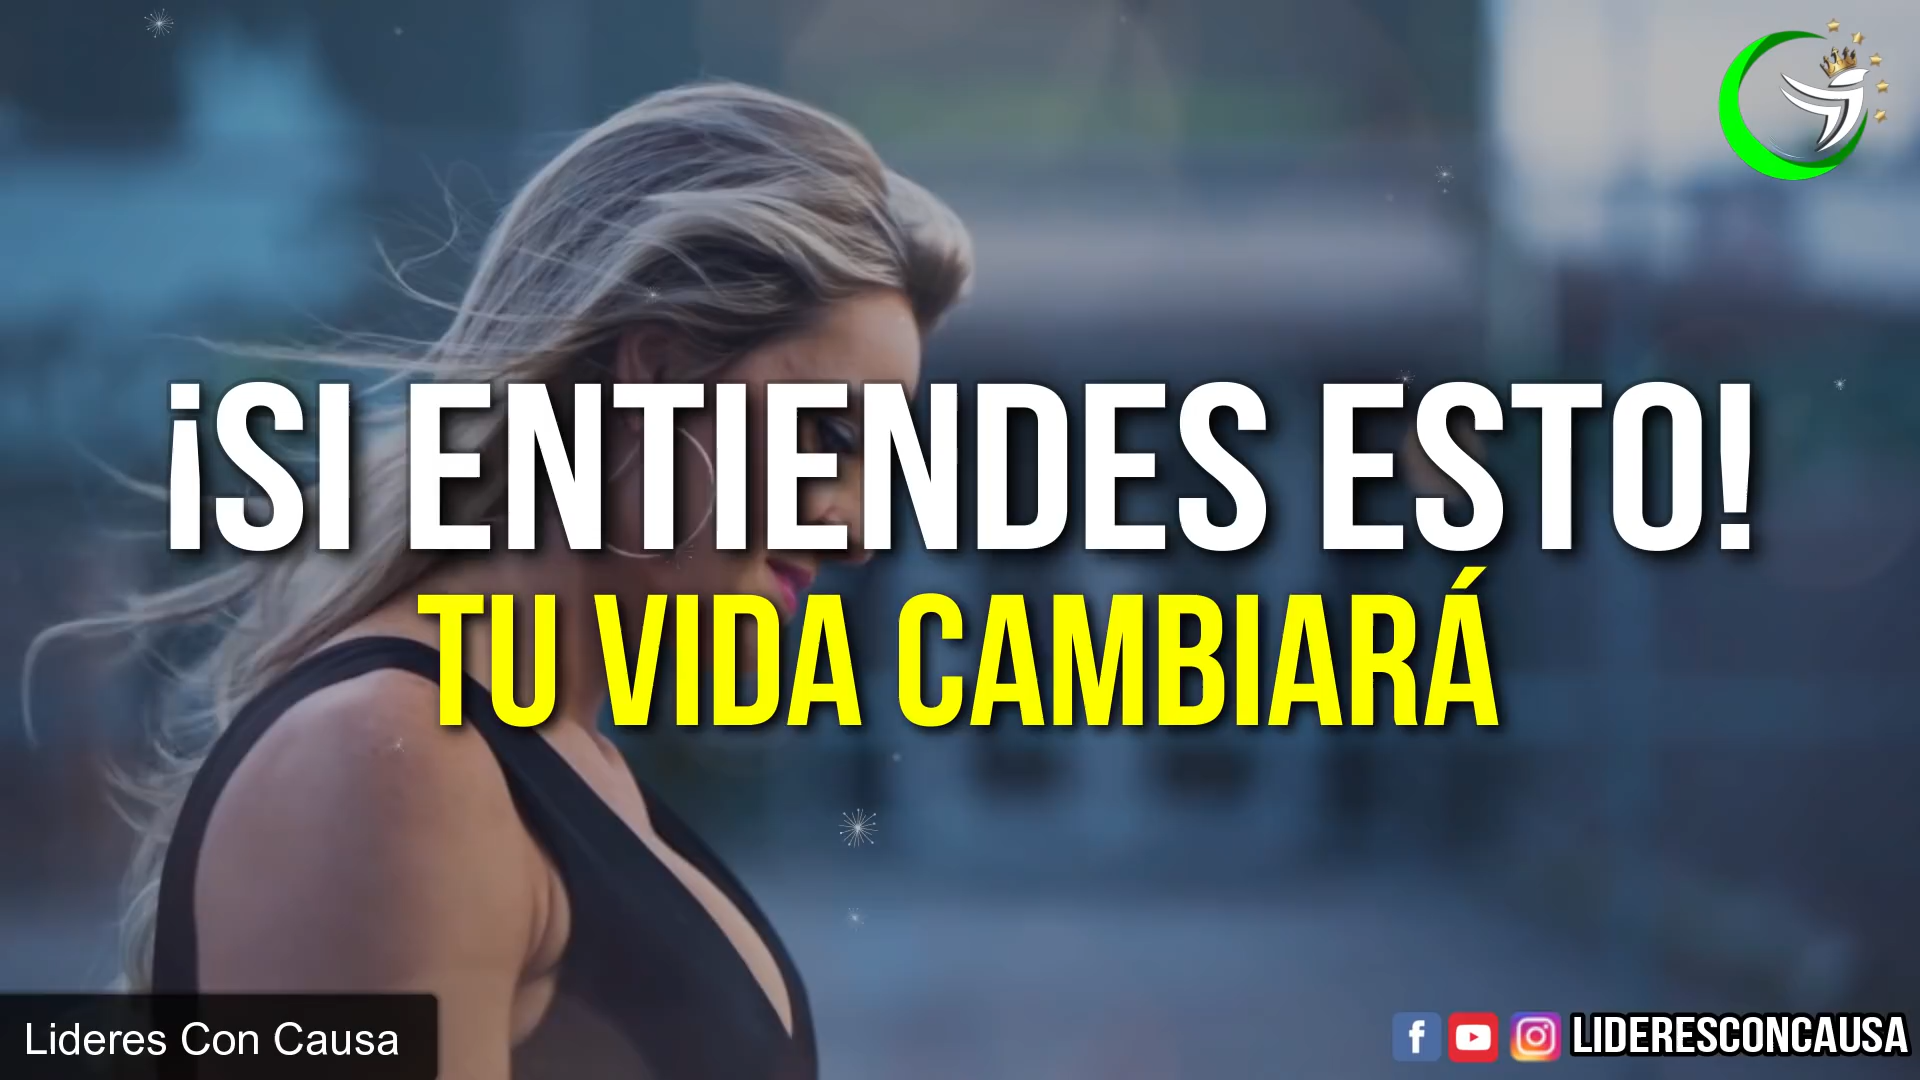 ¡SI ENTIENDES ESTO!
TU VIDA CAMBIARÁ
Lideres Con Causa
LIDERESCONCAUSA